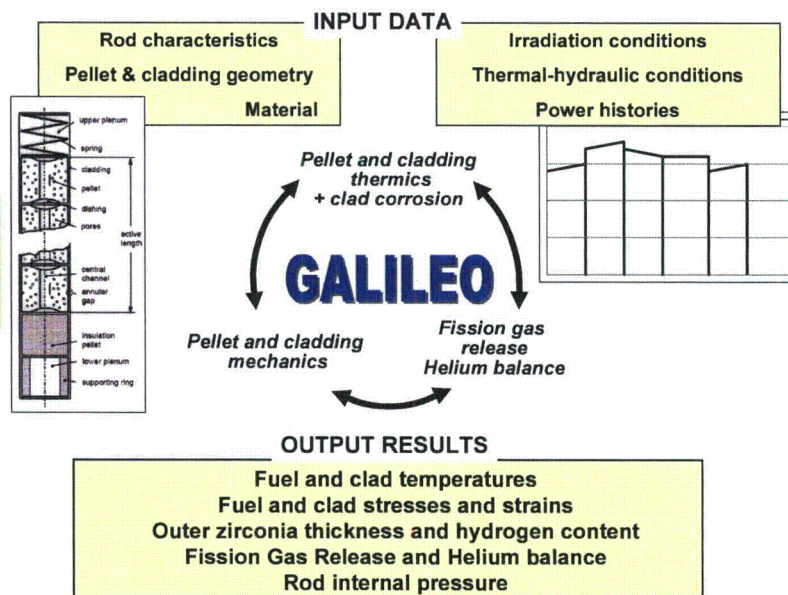 INPUT DATA
Rod characteristics
Pellet & cladding geometry
Material
Irradiation conditions
Thermal-hydraulic conditions
Power histories
upper plenum
spring
cladding
pellet
dishing
pores
active
length
central
channel
annular
gap
insulation
pellet
lower plenum
supporting ring
Pellet and cladding
thermics
+ clad corrosion
GALILEO
Pellet and cladding
mechanics
Fission gas
release
Helium balance
OUTPUT RESULTS
Fuel and clad temperatures
Fuel and clad stresses and strains
Outer zirconia thickness and hydrogen content
Fission Gas Release and Helium balance
Rod internal pressure